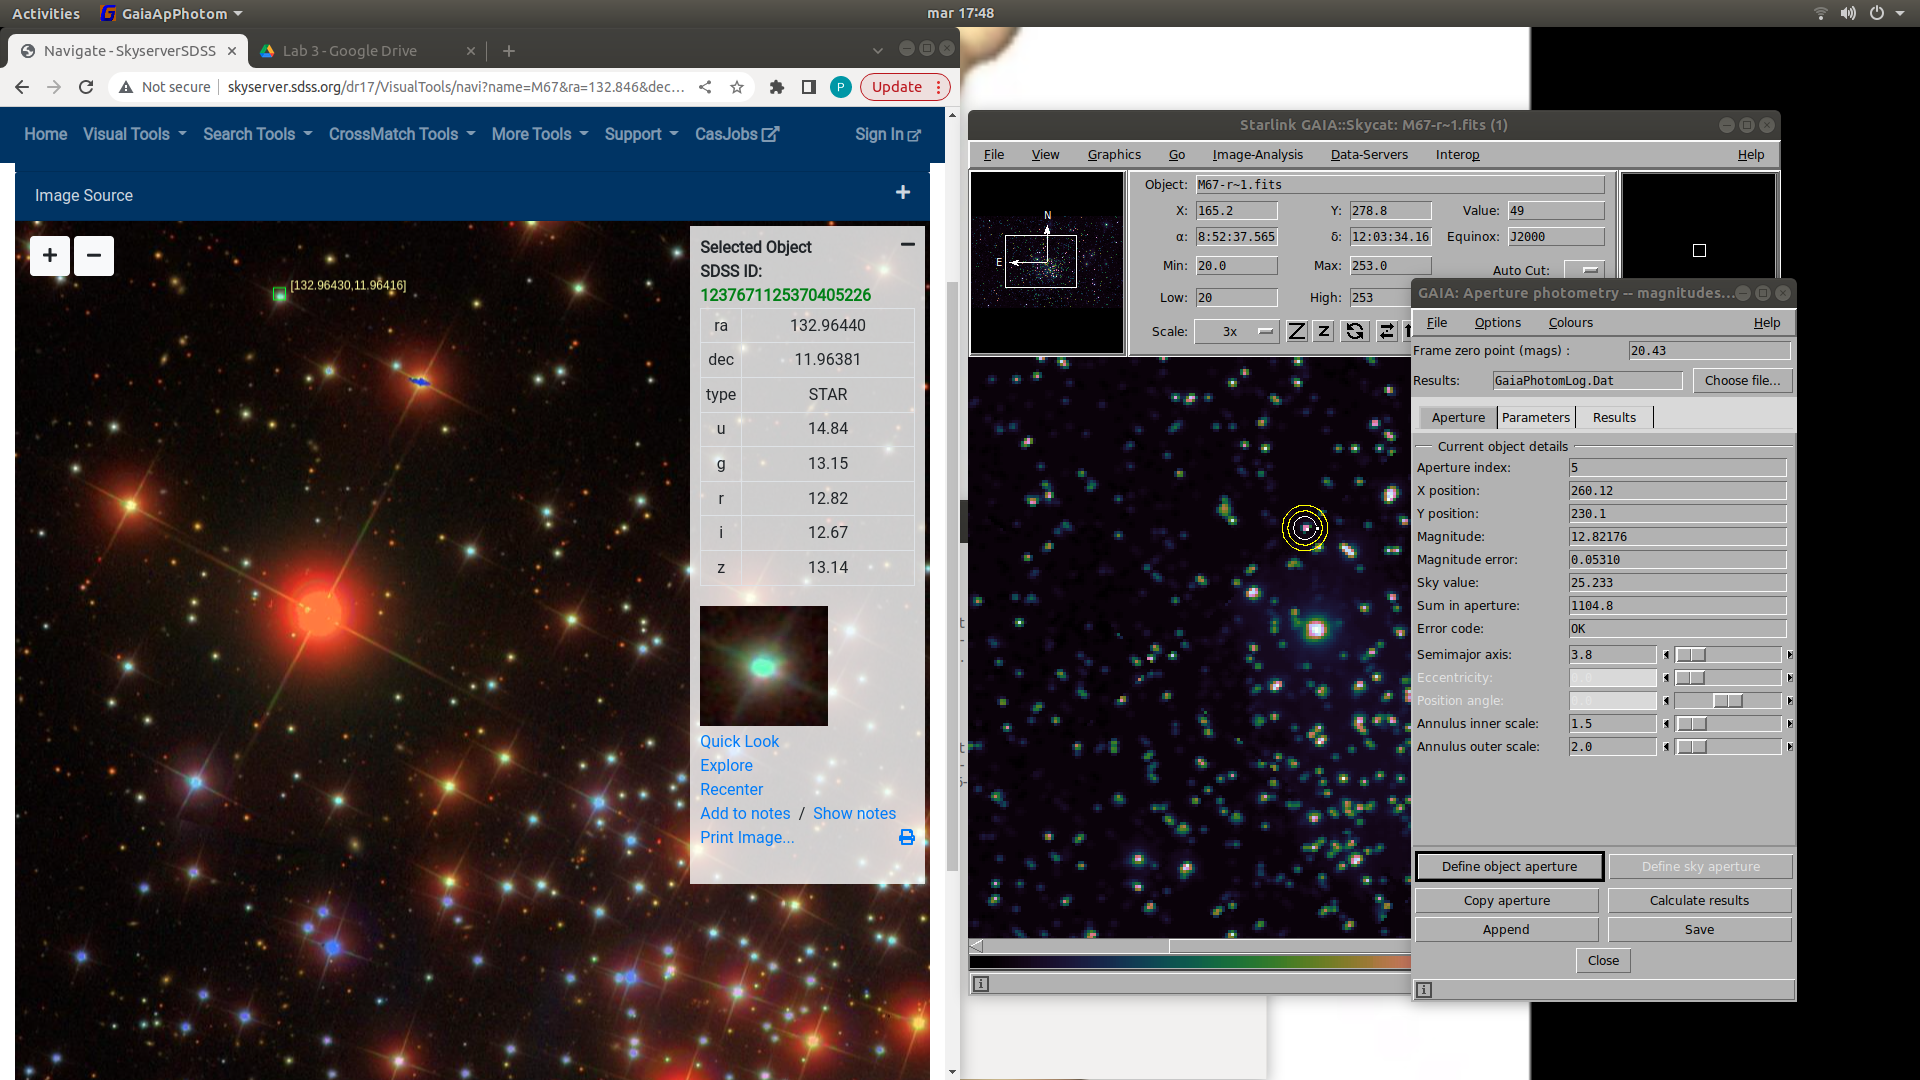 Activities
GaiaApPhotom
mar 17:48
Navigate - SkyserverSDSS
Lab 3 - Google Drive
Not secure
skyserver.sdss.org/dr17/VisualTools/navi?name=M67&ra=132.846&dec...
P
Update
Home
Visual Tools
Search Tools
CrossMatch Tools
More Tools
Support
CasJobs
Sign In
Image Source
[132.96430,11.96416]
Selected Object
SDSS ID:
1237671125370405226
ra 132.96440
dec 11.96381
type STAR
u 14.84
g 13.15
r 12.82
i 12.67
z 13.14
Quick Look
Explore
Recenter
Add to notes / Show notes
Print Image...
Starlink GAIA::Skycat: M67-r~1.fits (1)
File View Graphics Go Image-Analysis Data-Servers Interop Help
N
E
Object: M67-r~1.fits
X: 165.2 Y: 278.8 Value: 49
α: 8:52:37.565 δ: 12:03:34.16 Equinox: J2000
Min: 20.0 Max: 253.0 Auto Cut:
Low: 20 High: 253
Scale: 3x Z z
GAIA: Aperture photometry -- magnitudes...
File Options Colours Help
Frame zero point (mags) : 20.43
Results: GaiaPhotomLog.Dat Choose file...
Aperture Parameters Results
Current object details
Aperture index: 5
X position: 260.12
Y position: 230.1
Magnitude: 12.82176
Magnitude error: 0.05310
Sky value: 25.233
Sum in aperture: 1104.8
Error code: OK
Semimajor axis: 3.8
Eccentricity: 0.0
Position angle: 0.0
Annulus inner scale: 1.5
Annulus outer scale: 2.0
Define object aperture Define sky aperture
Copy aperture Calculate results
Append Save
Close